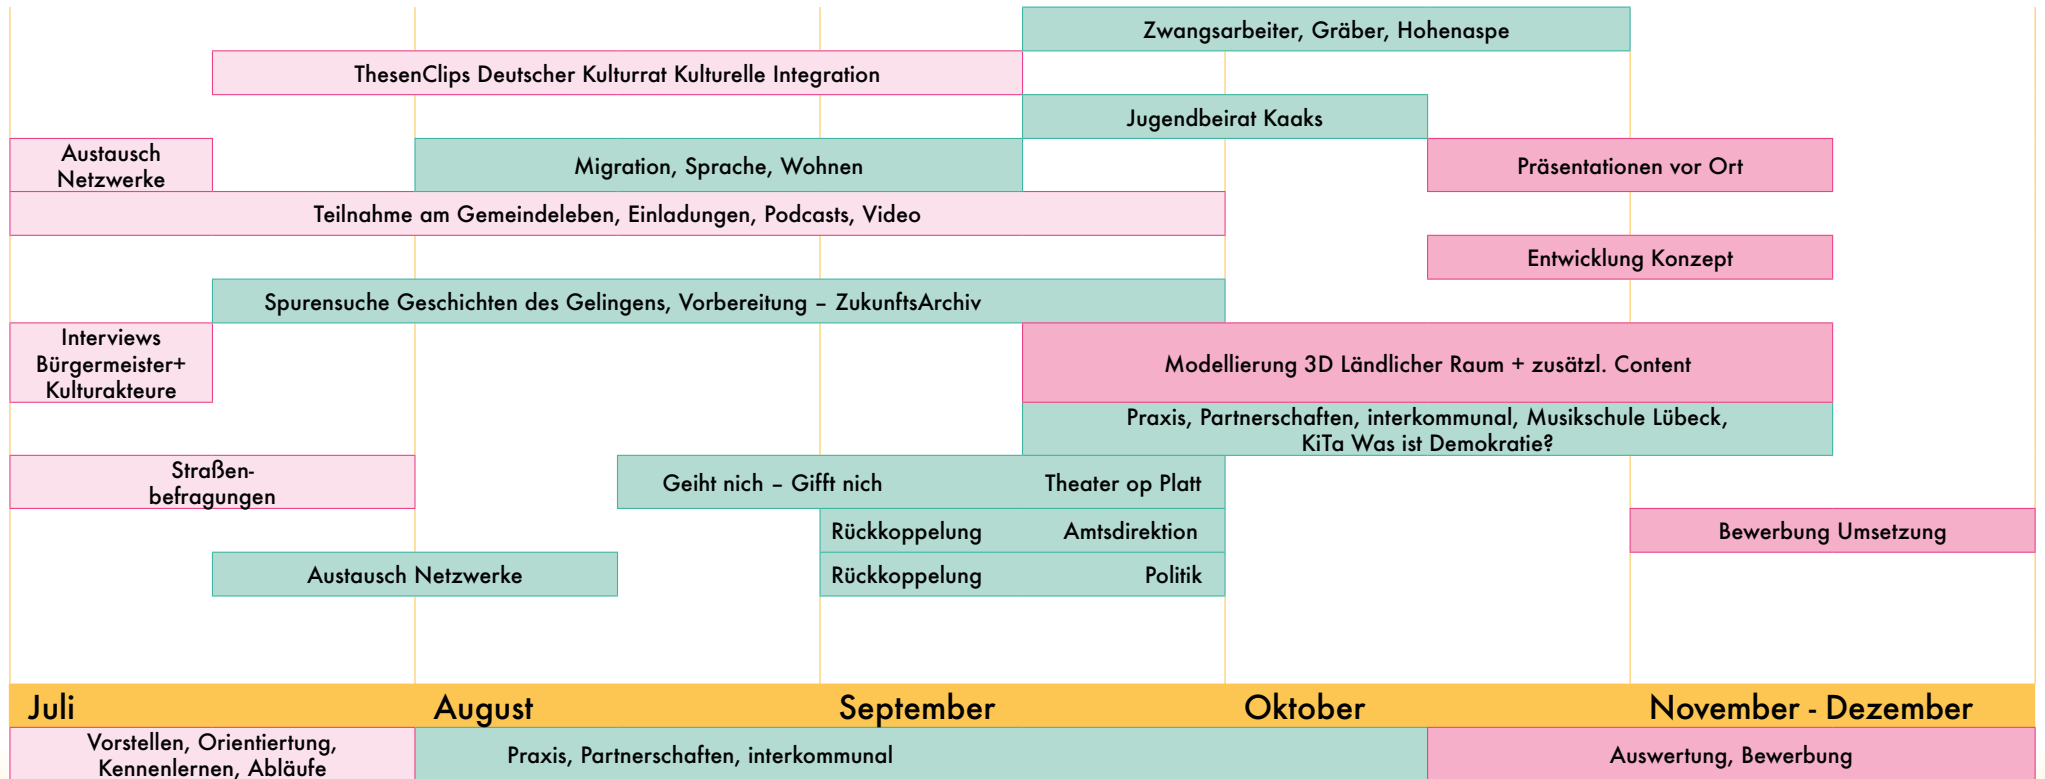 Zwangsarbeiter, Gräber, Hohenaspe
ThesenClips Deutscher Kulturrat Kulturelle Integration
Jugendbeirat Kaaks
Austausch
Netzwerke
Migration, Sprache, Wohnen
Präsentationen vor Ort
Teilnahme am Gemeindeleben, Einladungen, Podcasts, Video
Entwicklung Konzept
Spurensuche Geschichten des Gelingens, Vorbereitung – ZukunftsArchiv
Interviews
Bürgermeister+
Kulturakteure
Modellierung 3D Ländlicher Raum + zusätzl. Content
Praxis, Partnerschaften, interkommunal, Musikschule Lübeck,
KiTa Was ist Demokratie?
Straßen-
befragungen
Geiht nich – Gifft nich Theater op Platt
Rückkoppelung Amtsdirektion
Bewerbung Umsetzung
Austausch Netzwerke
Rückkoppelung Politik
Juli August September Oktober November - Dezember
Vorstellen, Orientiertung,
Kennenlernen, Abläufe
Praxis, Partnerschaften, interkommunal
Auswertung, Bewerbung